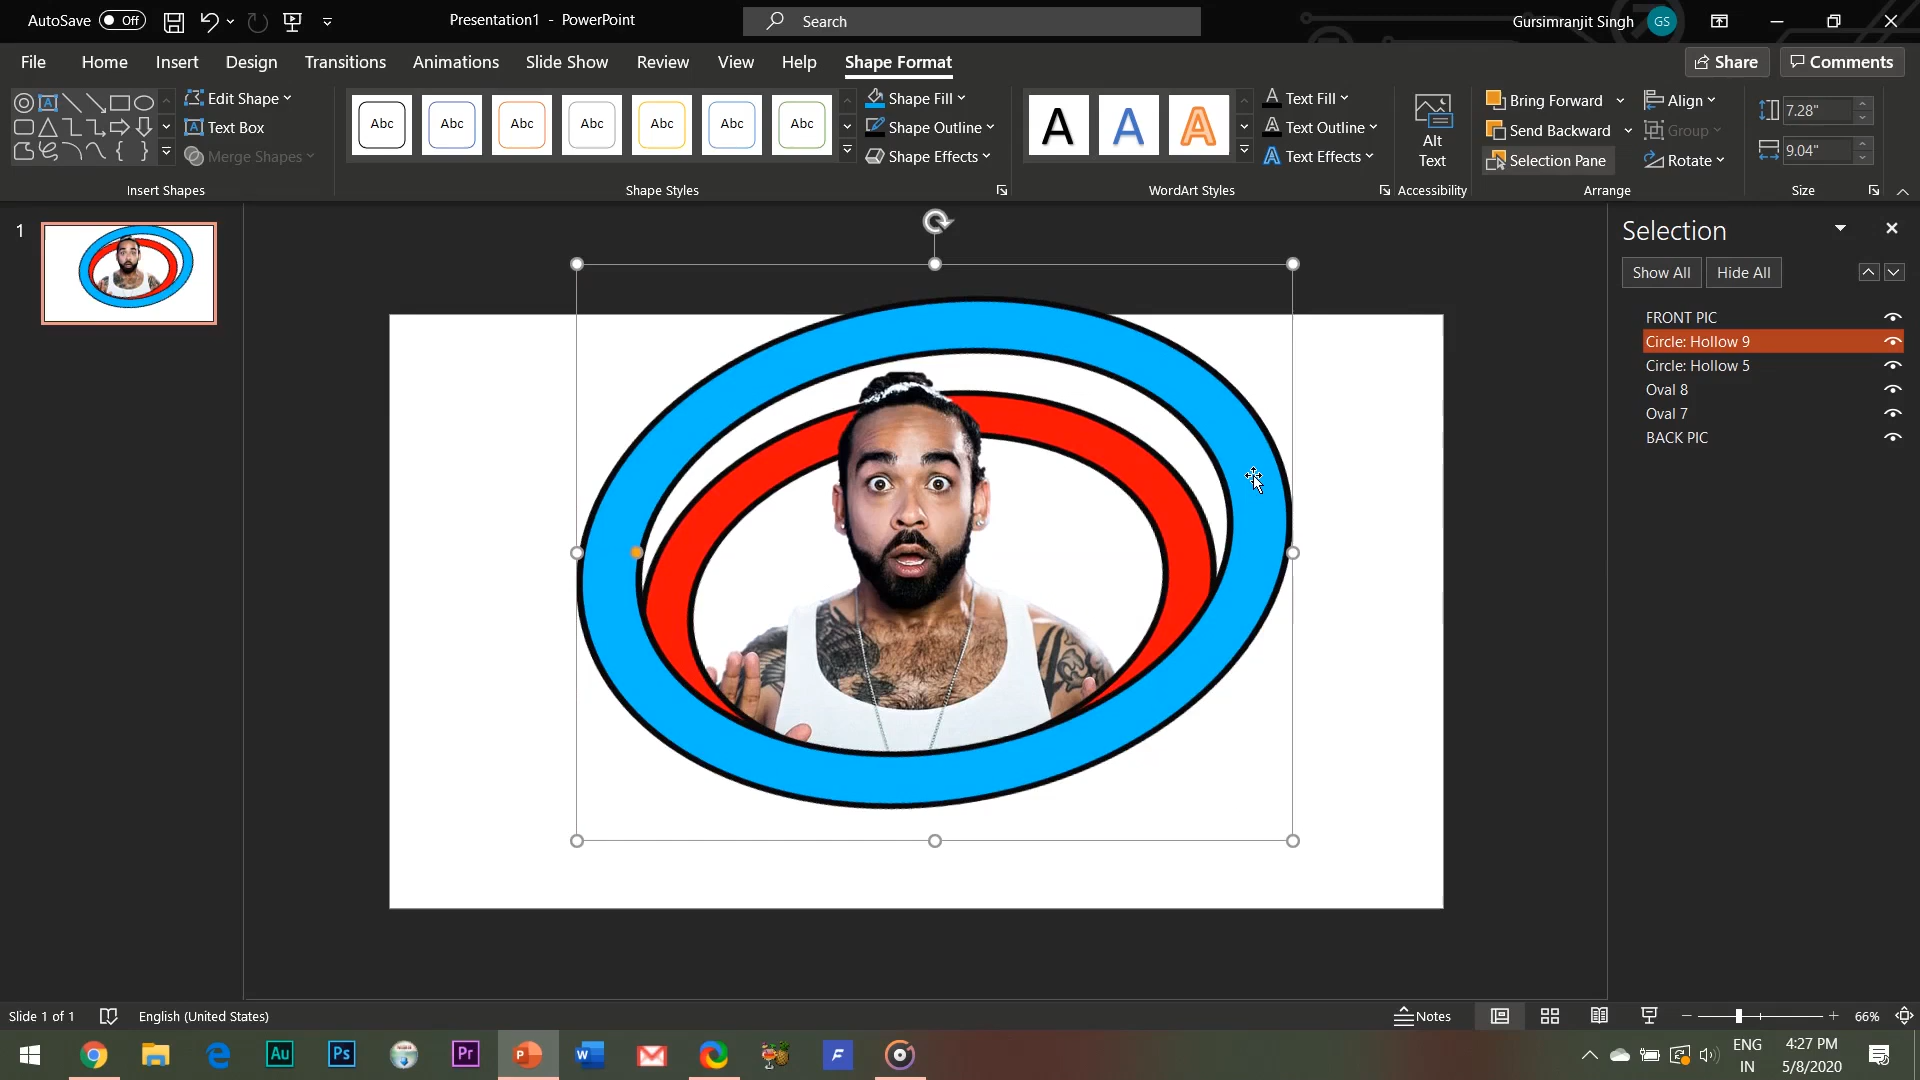 AutoSave Off Presentation1 - PowerPoint Search Gursimranjit Singh GS
File Home Insert Design Transitions Animations Slide Show Review View Help Shape Format Share Comments
Edit Shape
Text Box
Merge Shapes
Insert Shapes
Abc Abc Abc Abc Abc Abc Abc
Shape Fill
Shape Outline
Shape Effects
Shape Styles
A A A
Text Fill
Text Outline
Text Effects
WordArt Styles
Alt
Text
Accessibility
Bring Forward
Send Backward
Selection Pane
Align
Group
Rotate
Arrange
7.28"
9.04"
Size
1
Selection
Show All Hide All
FRONT PIC
Circle: Hollow 9
Circle: Hollow 5
Oval 8
Oval 7
BACK PIC
Slide 1 of 1 English (United States) Notes 66%
Au Ps Pr P W F
ENG
IN
4:27 PM
5/8/2020